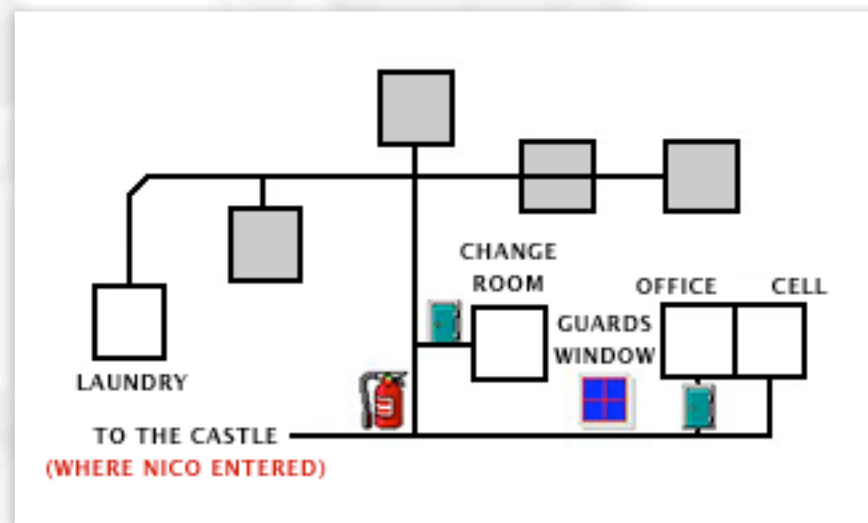 CHANGE
ROOM
OFFICE
CELL
GUARDS
WINDOW
LAUNDRY
TO THE CASTLE
(WHERE NICO ENTERED)